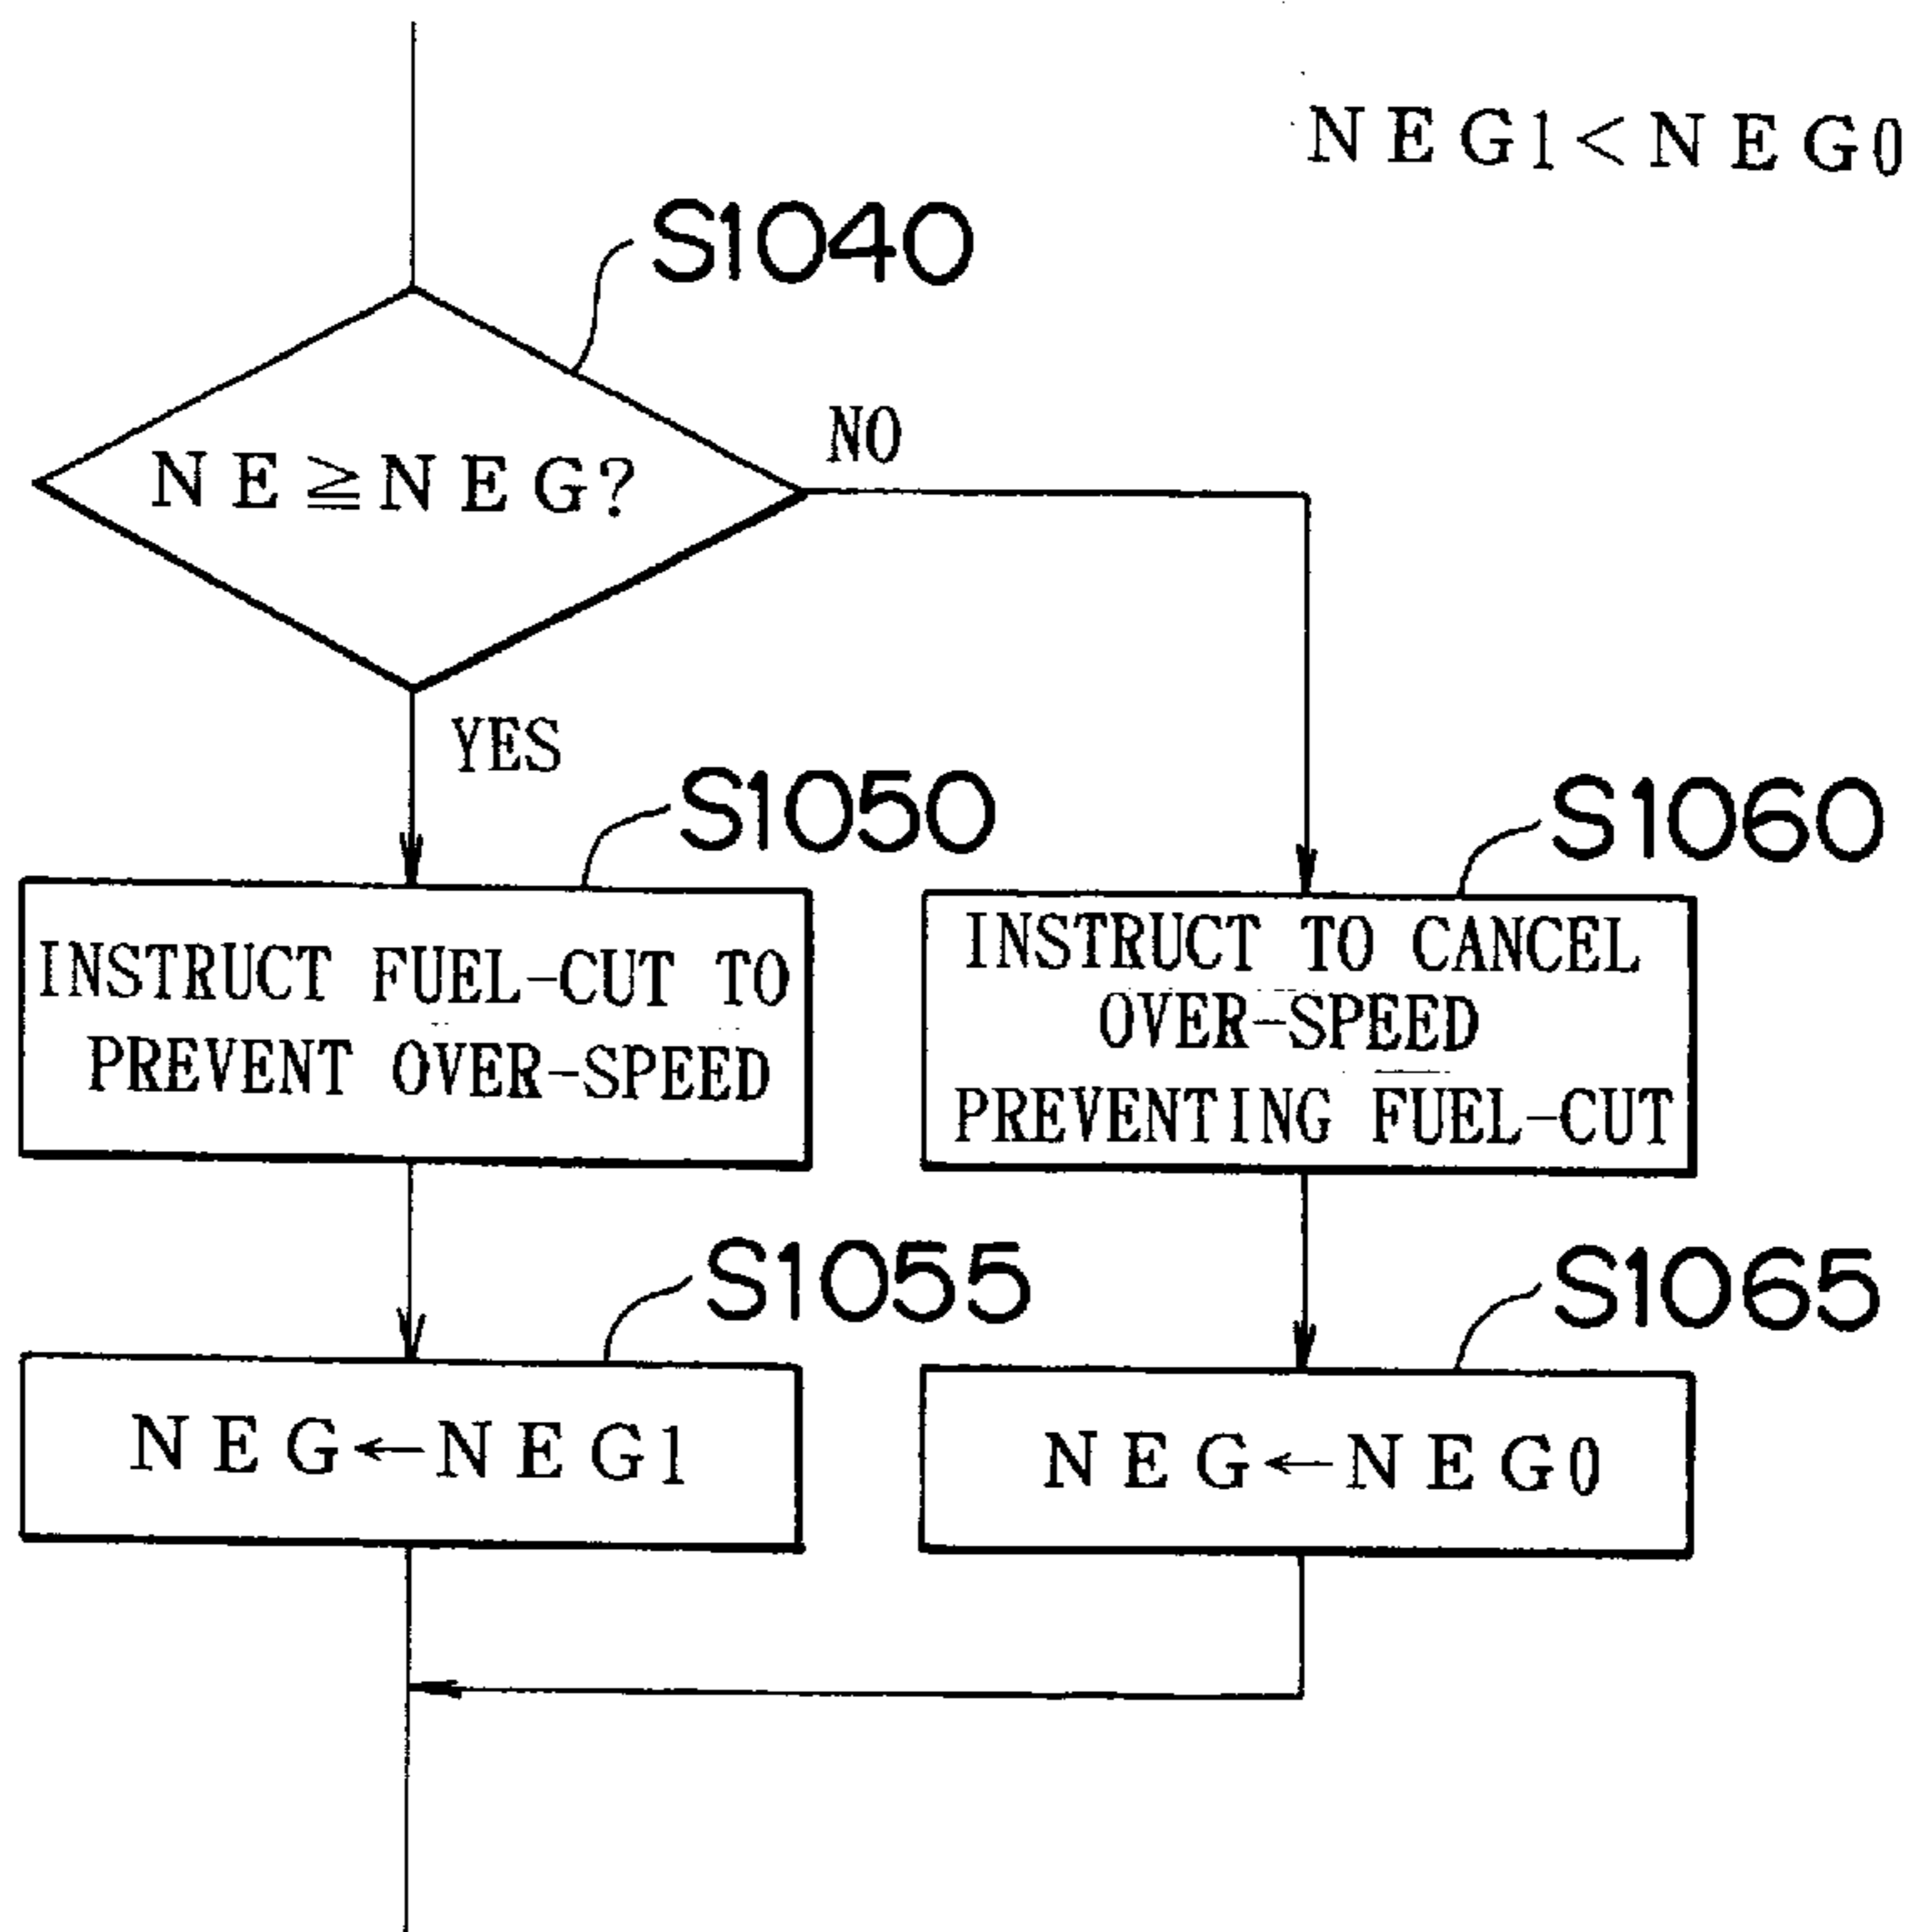 NEG1<NEG0
S1040
NE≧NEG?
NO
YES
S1050
INSTRUCT FUEL-CUT TO
PREVENT OVER-SPEED
S1060
INSTRUCT TO CANCEL
OVER-SPEED
PREVENTING FUEL-CUT
S1055
NEG←NEG1
S1065
NEG←NEG0